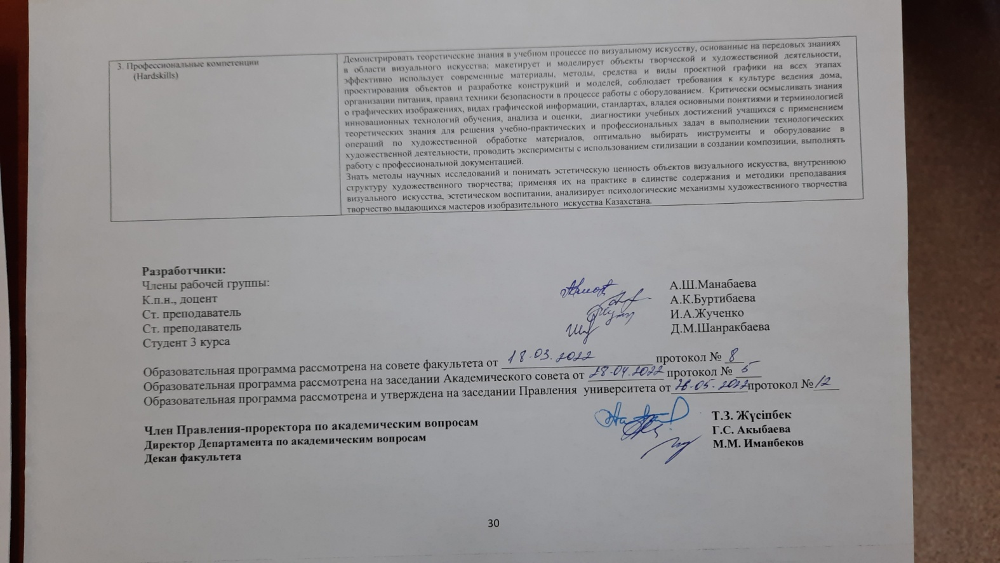 3. Профессиональные компетенции
(Hardskills)
Демонстрировать теоретические знания в учебном процессе по визуальному искусству, основанные на передовых знаниях
в области визуального искусства; макетирует и моделирует объекты творческой и художественной деятельности,
эффективно использует современные материалы, методы, средства и виды проектной графики на всех этапах
проектирования объектов и разработке конструкций и моделей, соблюдает требования к культуре ведения дома,
организации питания, правил техники безопасности в процессе работы с оборудованием. Критически осмысливать знания
о графических изображениях, видах графической информации, стандартах, владея основными понятиями и терминологией
инновационных технологий обучения, анализа и оценки, диагностики учебных достижений учащихся с применением
теоретических знания для решения учебно-практических и профессиональных задач в выполнении технологических
операций по художественной обработке материалов, оптимально выбирать инструменты и оборудование в
художественной деятельности, проводить эксперименты с использованием стилизации в создании композиции, выполнять
работу с профессиональной документацией.
Знать методы научных исследований и понимать эстетическую ценность объектов визуального искусства, внутреннюю
структуру художественного творчества; применяя их на практике в единстве содержания и методики преподавания
визуального искусства, эстетическом воспитании, анализирует психологические механизмы художественного творчества
творчество выдающихся мастеров изобразительного искусства Казахстана.
Разработчики:
Члены рабочей группы:
К.п.н., доцент А.Ш.Манабаева
Ст. преподаватель А.К.Буртибаева
Ст. преподаватель И.А.Жученко
Студент 3 курса Д.М.Шанракбаева
Образовательная программа рассмотрена на совете факультета от 18.03.2022 протокол № 8
Образовательная программа рассмотрена на заседании Академического совета от 28.04.2022 протокол № 5
Образовательная программа рассмотрена и утверждена на заседании Правления университета от 26.05.2022 протокол № 12
Член Правления-проректора по академическим вопросам Т.З. Жүсіпбек
Директор Департамента по академическим вопросам Г.С. Акыбаева
Декан факультета М.М. Иманбеков
30